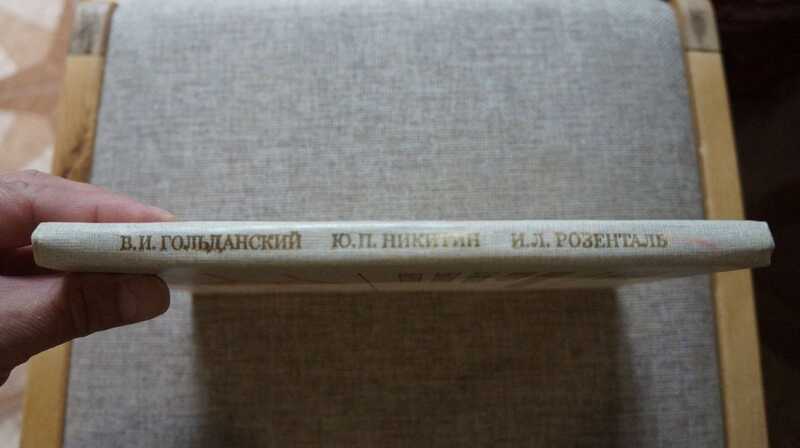 В.И. ГОЛЬДАНСКИЙ Ю.П. НИКИТИН И.Л. РОЗЕНТАЛЬ